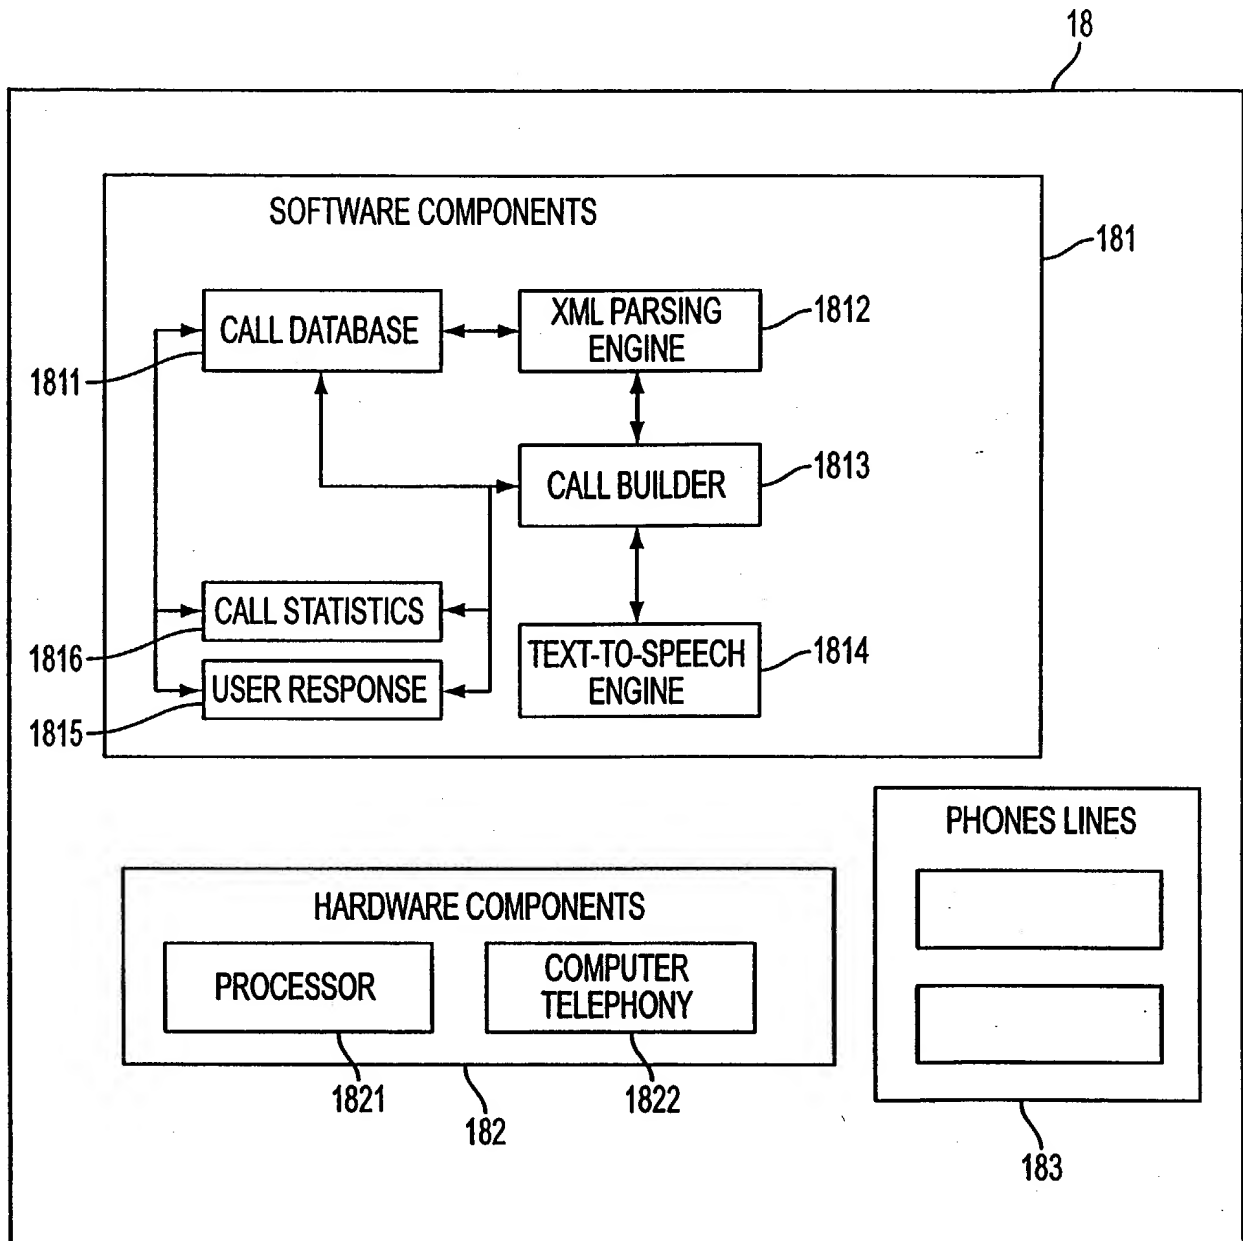 18
SOFTWARE COMPONENTS
181
CALL DATABASE
1811
XML PARSING
ENGINE
1812
CALL BUILDER
1813
CALL STATISTICS
1816
USER RESPONSE
1815
TEXT-TO-SPEECH
ENGINE
1814
PHONES LINES
183
HARDWARE COMPONENTS
PROCESSOR
1821
COMPUTER
TELEPHONY
1822
182